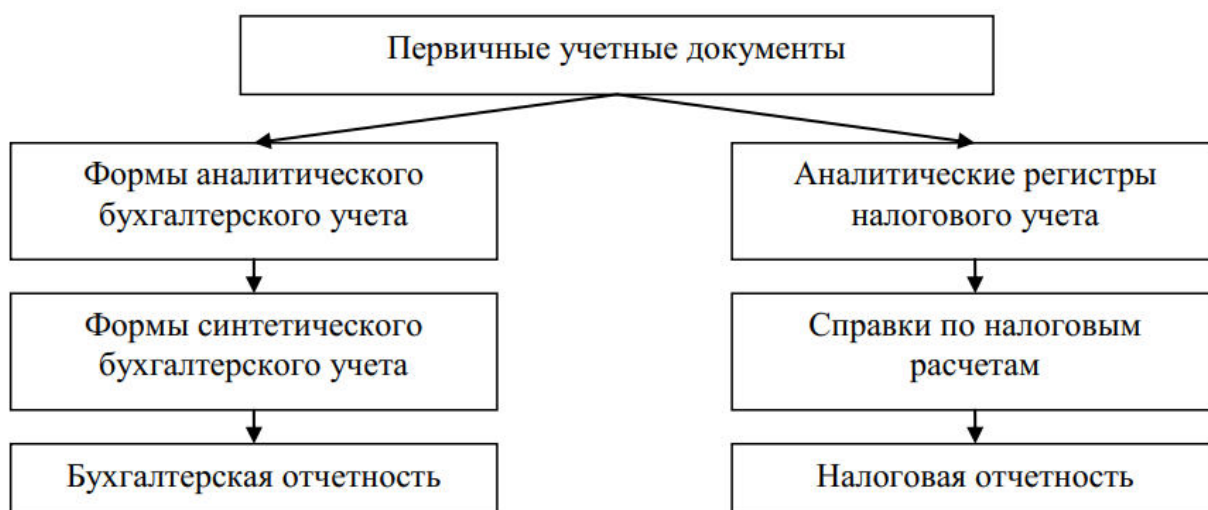 Первичные учетные документы
Формы аналитического
бухгалтерского учета
Аналитические регистры
налогового учета
Формы синтетического
бухгалтерского учета
Справки по налоговым
расчетам
Бухгалтерская отчетность
Налоговая отчетность